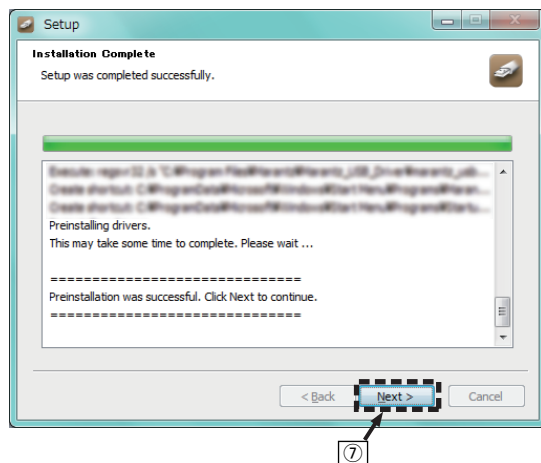 Setup
Installation Complete
Setup was completed successfully.
Preinstalling drivers.
This may take some time to complete. Please wait ...
==============================
Preinstallation was successful. Click Next to continue.
==============================
< Back
Next >
Cancel
⑦